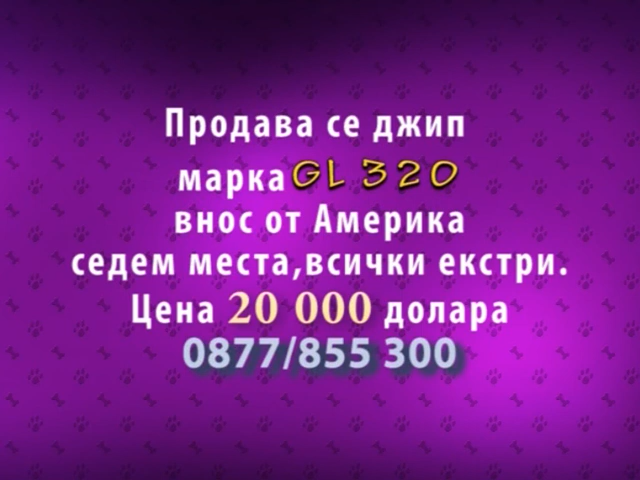 Продава се джип
марка GL 320
внос от Америка
седем места,всички екстри.
Цена 20 000 долара
0877/855 300